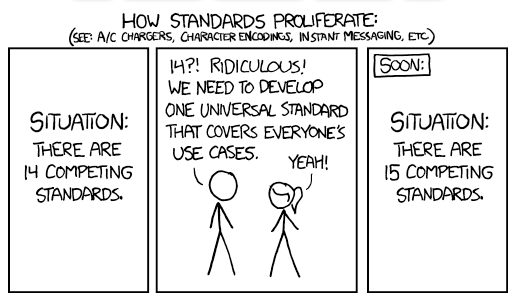 HOW STANDARDS PROLIFERATE:
(SEE: A/C CHARGERS, CHARACTER ENCODINGS, INSTANT MESSAGING, ETC.)
SITUATION:
THERE ARE
14 COMPETING
STANDARDS.
14?! RIDICULOUS!
WE NEED TO DEVELOP
ONE UNIVERSAL STANDARD
THAT COVERS EVERYONE'S
USE CASES.
YEAH!
SOON:
SITUATION:
THERE ARE
15 COMPETING
STANDARDS.